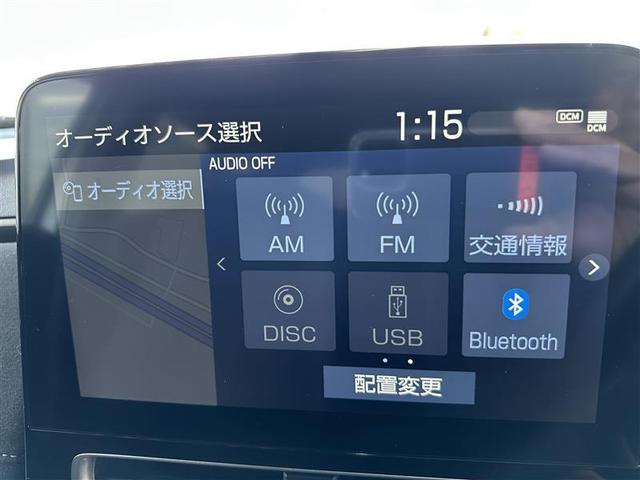 オーディオソース選択
1:15
DCM
DCM
AUDIO OFF
オーディオ選択
AM
FM
交通情報
DISC
USB
Bluetooth
配置変更